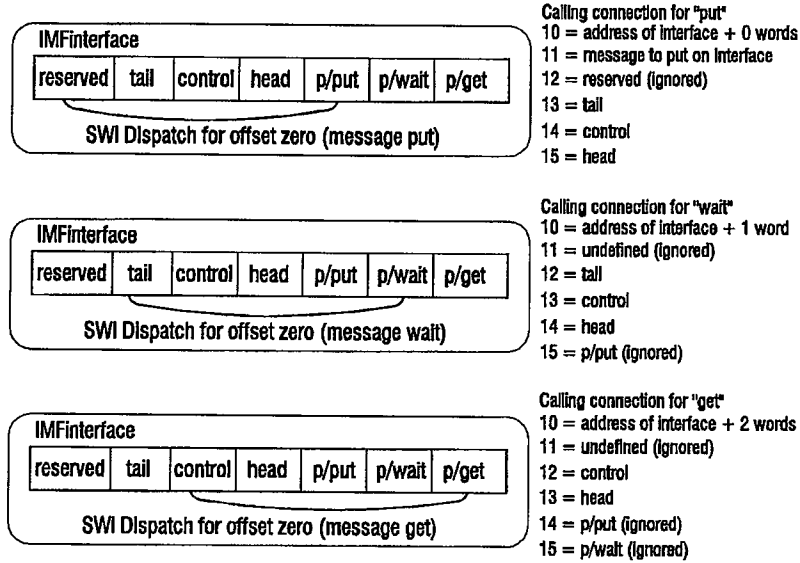 IMFinterface
reserved tail control head p/put p/wait p/get
SWI Dispatch for offset zero (message put)
Calling connection for "put"
10 = address of interface + 0 words
11 = message to put on interface
12 = reserved (ignored)
13 = tail
14 = control
15 = head
IMFinterface
reserved tail control head p/put p/wait p/get
SWI Dispatch for offset zero (message wait)
Calling connection for "wait"
10 = address of interface + 1 word
11 = undefined (ignored)
12 = tail
13 = control
14 = head
15 = p/put (ignored)
IMFinterface
reserved tail control head p/put p/wait p/get
SWI Dispatch for offset zero (message get)
Calling connection for "get"
10 = address of interface + 2 words
11 = undefined (ignored)
12 = control
13 = head
14 = p/put (ignored)
15 = p/wait (ignored)